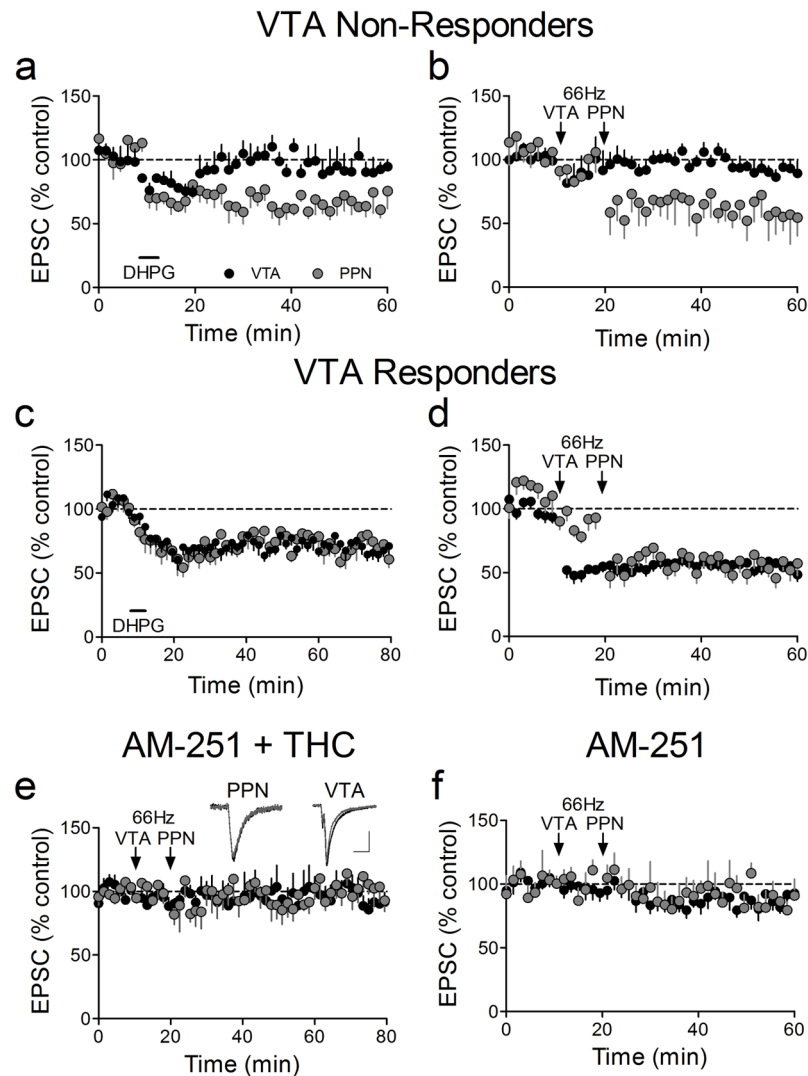 VTA Non-Responders
a
150
100
50
0
EPSC (% control)
DHPG
VTA
PPN
0 20 40 60
Time (min)
b
66Hz
VTA PPN
150
100
50
0
EPSC (% control)
0 20 40 60
Time (min)
VTA Responders
c
150
100
50
0
EPSC (% control)
DHPG
0 20 40 60 80
Time (min)
d
66Hz
VTA PPN
150
100
50
0
EPSC (% control)
0 20 40 60
Time (min)
AM-251 + THC
e
66Hz
VTA PPN
PPN
VTA
150
100
50
0
EPSC (% control)
0 20 40 60 80
Time (min)
AM-251
f
66Hz
VTA PPN
150
100
50
0
EPSC (% control)
0 20 40 60
Time (min)